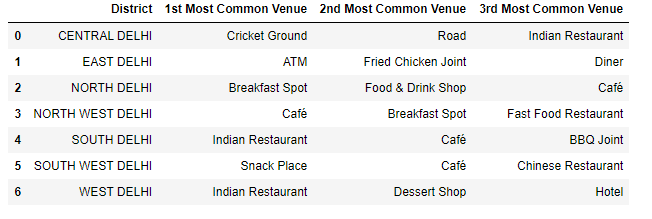 District 1st Most Common Venue 2nd Most Common Venue 3rd Most Common Venue
0 CENTRAL DELHI Cricket Ground Road Indian Restaurant
1 EAST DELHI ATM Fried Chicken Joint Diner
2 NORTH DELHI Breakfast Spot Food & Drink Shop Café
3 NORTH WEST DELHI Café Breakfast Spot Fast Food Restaurant
4 SOUTH DELHI Indian Restaurant Café BBQ Joint
5 SOUTH WEST DELHI Snack Place Café Chinese Restaurant
6 WEST DELHI Indian Restaurant Dessert Shop Hotel